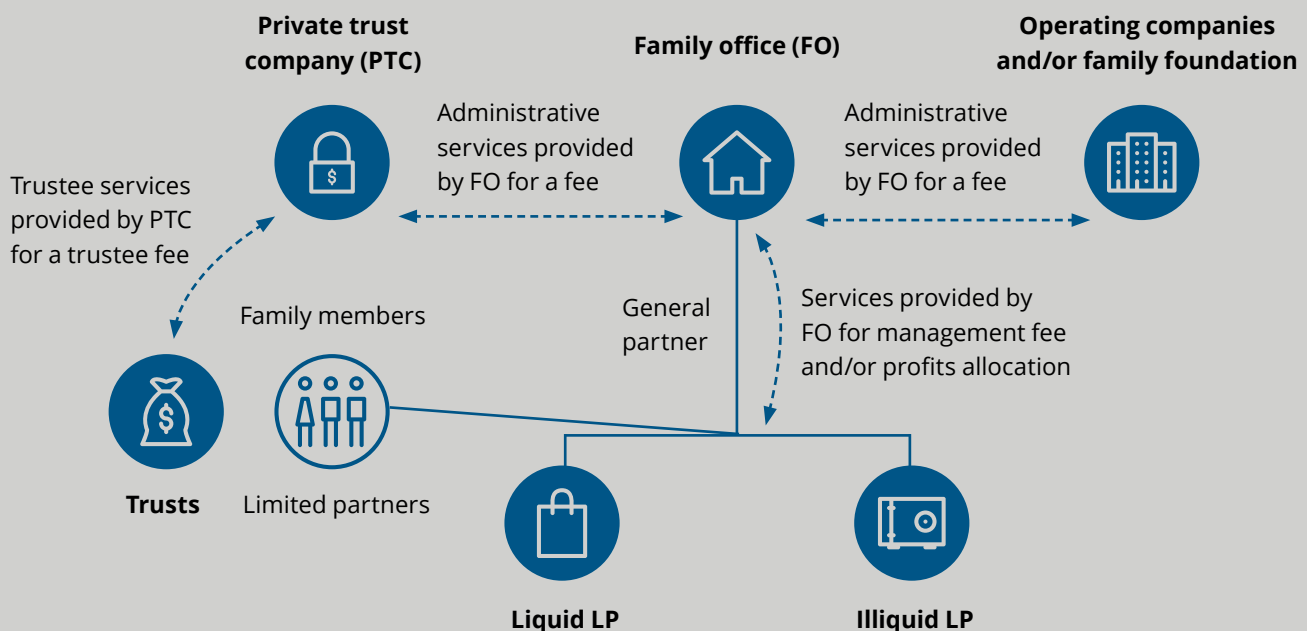 Private trust
company (PTC)
Family office (FO)
Operating companies
and/or family foundation
Administrative
services provided
by FO for a fee
Administrative
services provided
by FO for a fee
$
Trustee services
provided by PTC
for a trustee fee
Family members
General
partner
Services provided by
FO for management fee
and/or profits allocation
$
Trusts
Limited partners
Liquid LP
Illiquid LP